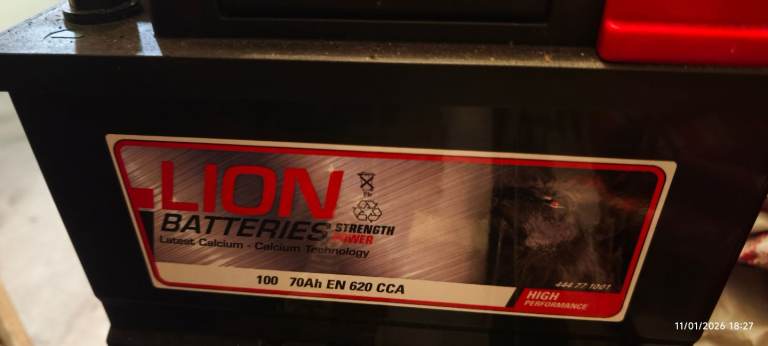 LION
BATTERIES
STRENGTH
POWER
Latest Calcium - Calcium Technology
100 70Ah EN 620 CCA
444 77 1001
HIGH
PERFORMANCE
11/01/2026 18:27